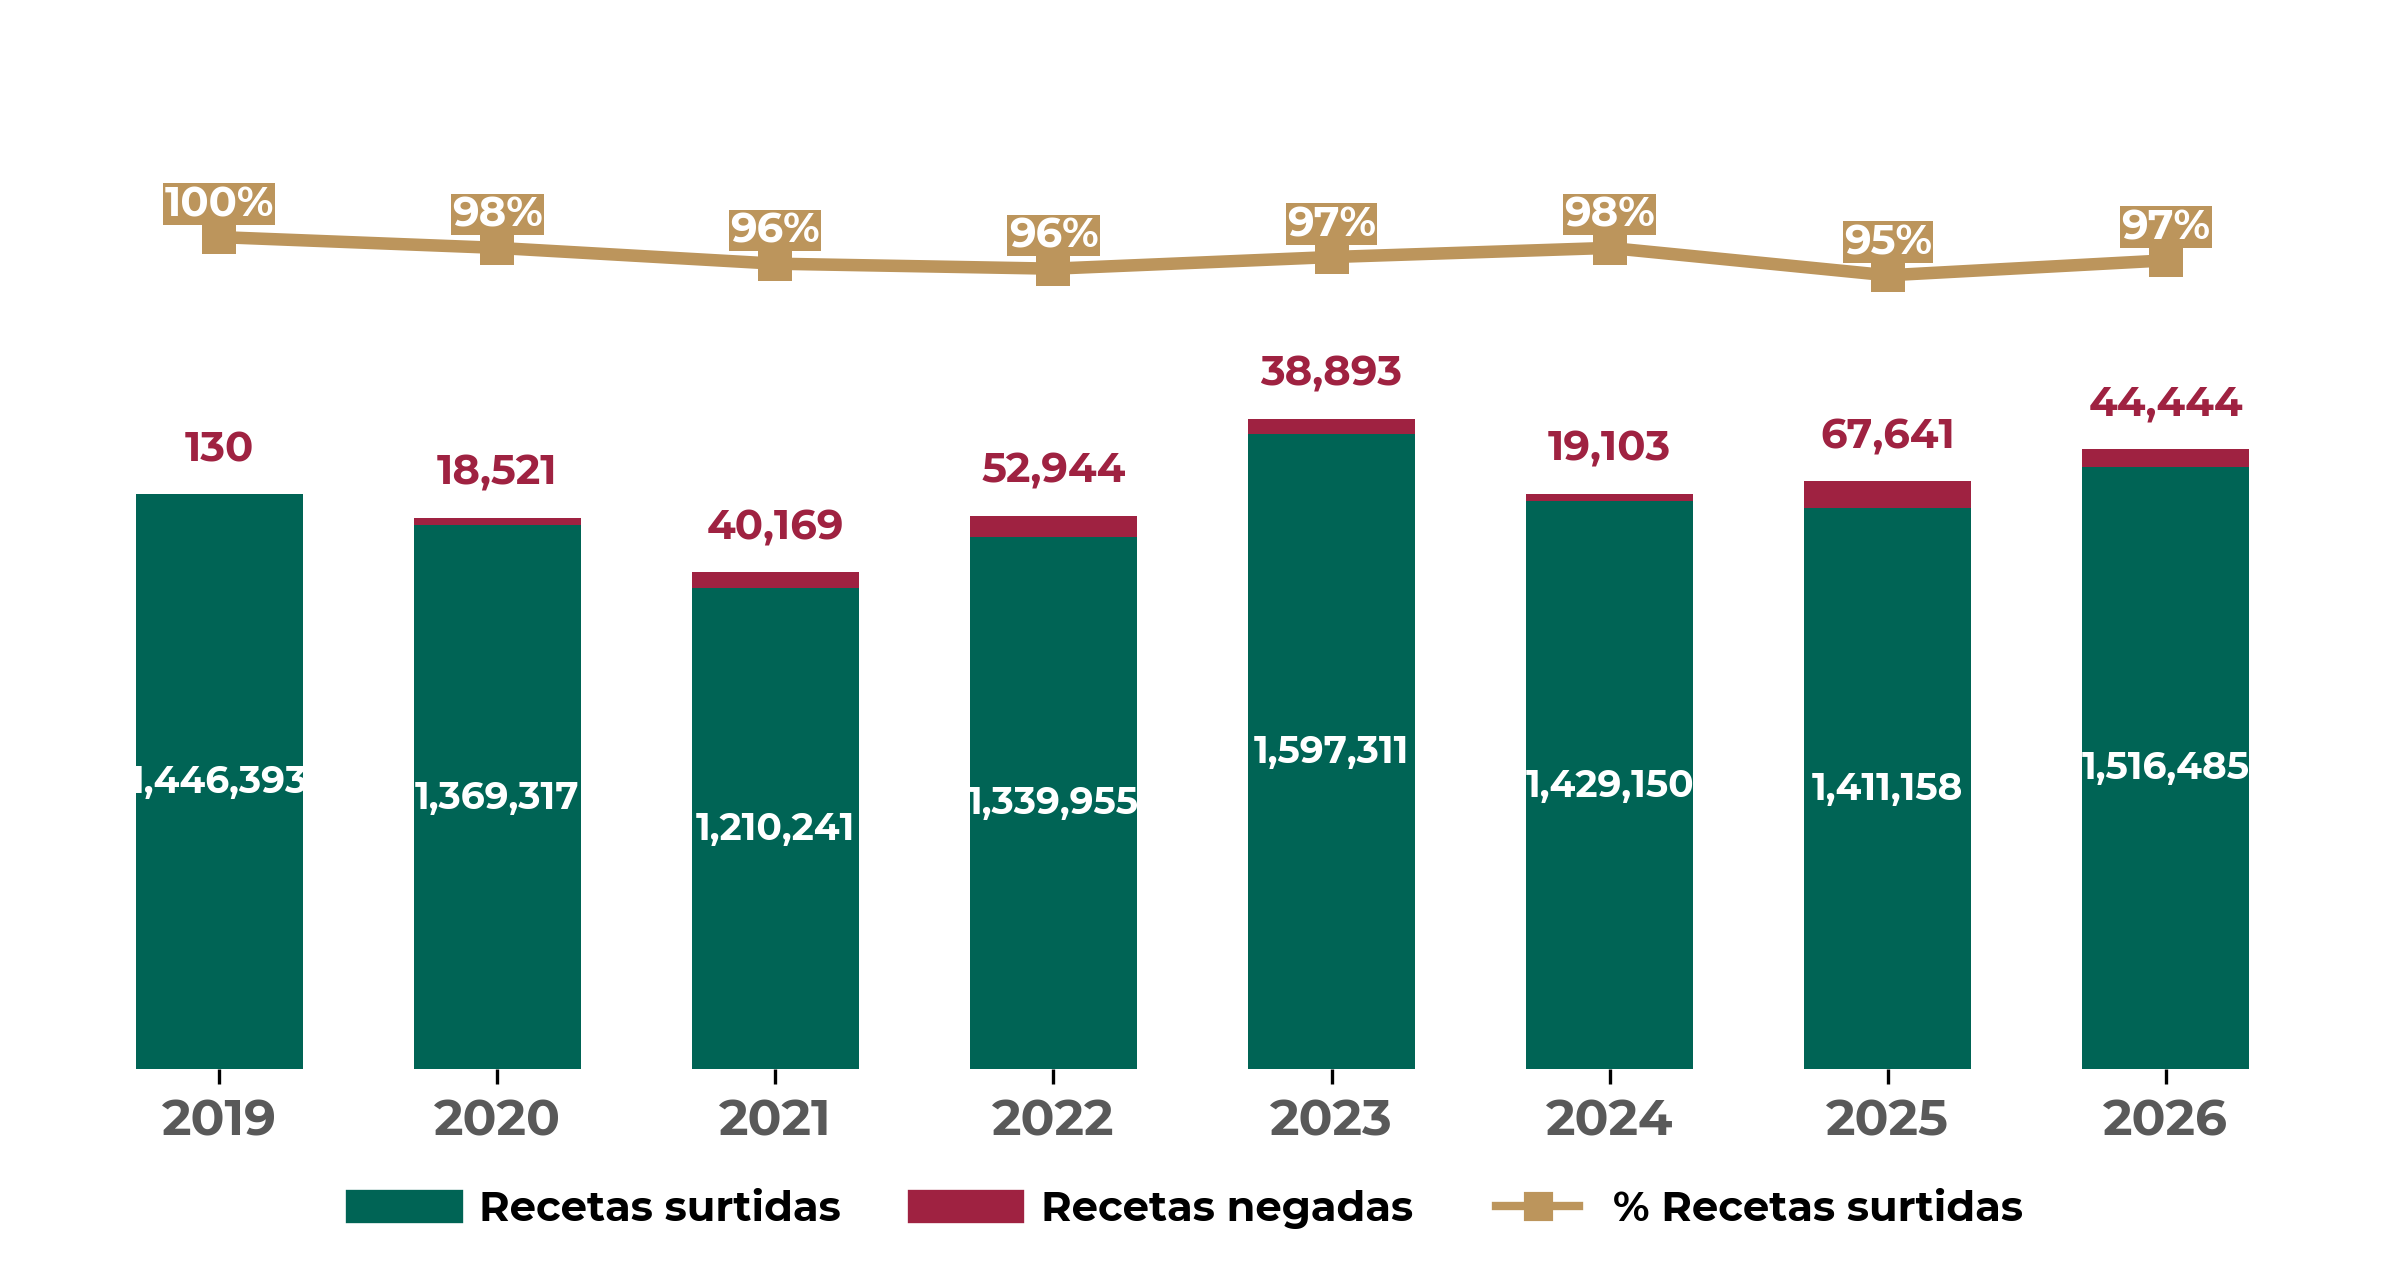 100% 98% 96% 96% 97% 98% 95% 97%
130 18,521 40,169 52,944 38,893 19,103 67,641 44,444
1,446,393 1,369,317 1,210,241 1,339,955 1,597,311 1,429,150 1,411,158 1,516,485
2019 2020 2021 2022 2023 2024 2025 2026
Recetas surtidas Recetas negadas % Recetas surtidas